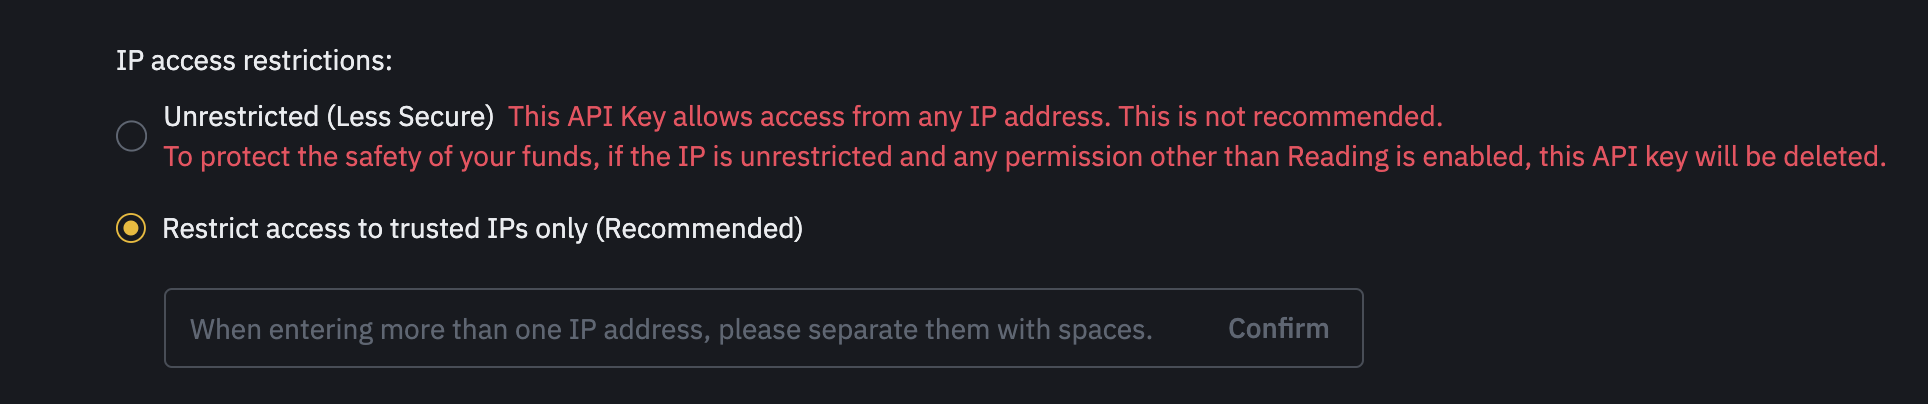 IP access restrictions:
Unrestricted (Less Secure) This API Key allows access from any IP address. This is not recommended.
To protect the safety of your funds, if the IP is unrestricted and any permission other than Reading is enabled, this API key will be deleted.
Restrict access to trusted IPs only (Recommended)
When entering more than one IP address, please separate them with spaces. Confirm